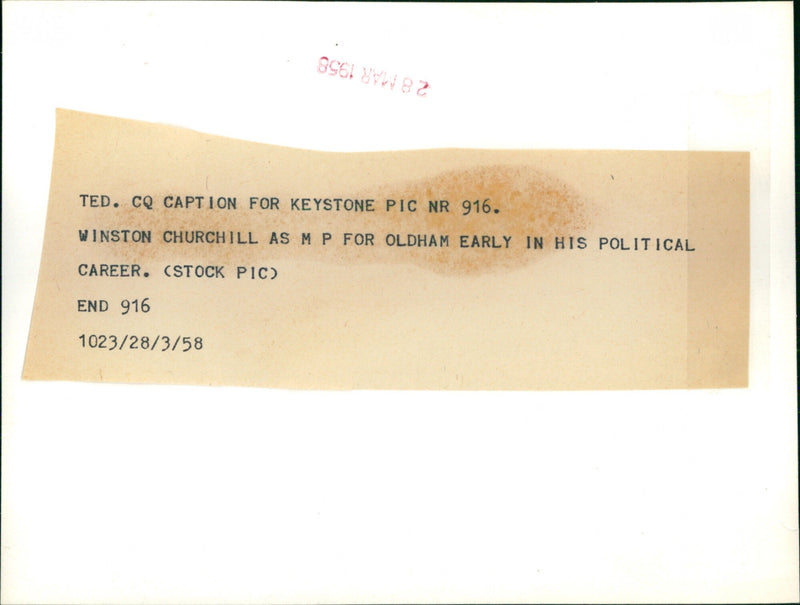 28 MAR 1958
TED. CQ CAPTION FOR KEYSTONE PIC NR 916.
WINSTON CHURCHILL AS M P FOR OLDHAM EARLY IN HIS POLITICAL
CAREER. (STOCK PIC)
END 916
1023/28/3/58